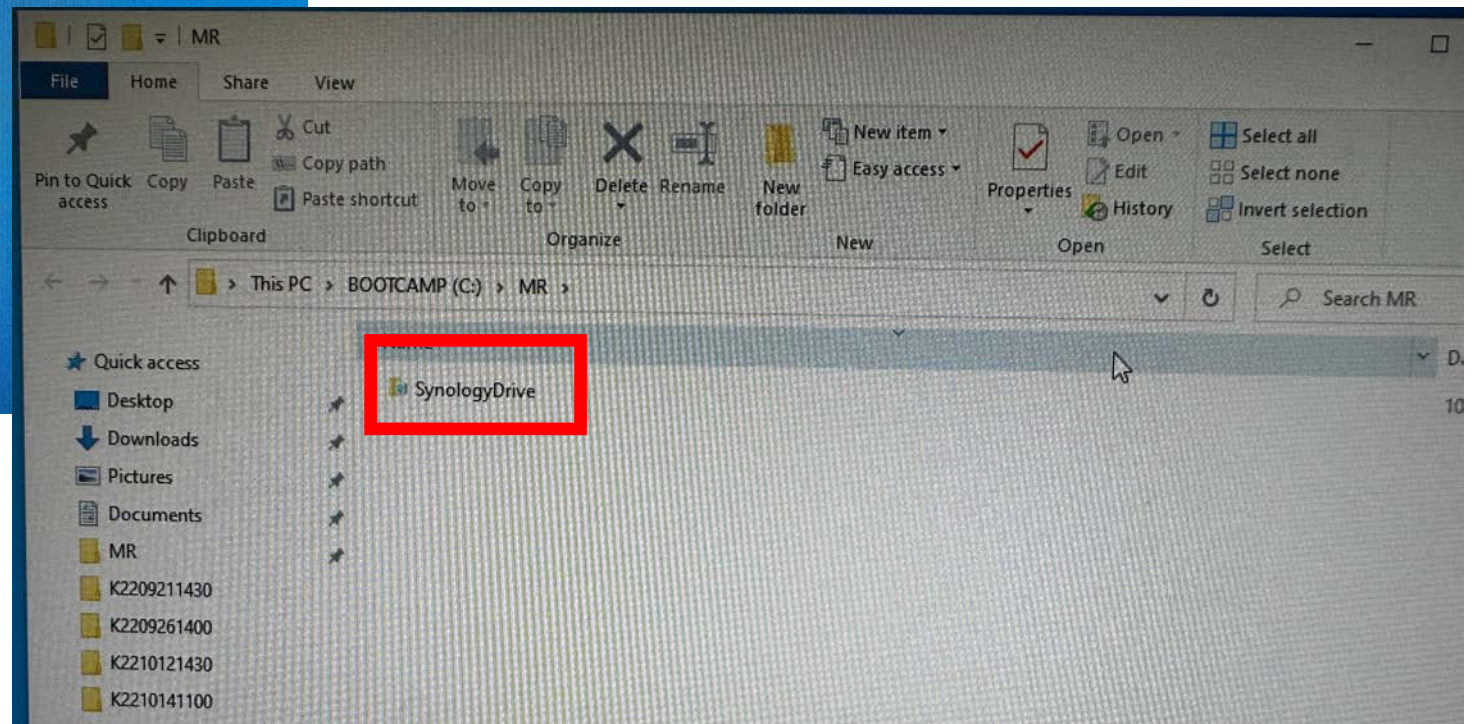 MR
File Home Share View
Pin to Quick access
Copy
Paste
Cut
Copy path
Paste shortcut
Clipboard
Move to
Copy to
Delete
Rename
Organize
New folder
New item
Easy access
New
Properties
Open
Edit
History
Open
Select all
Select none
Invert selection
Select
This PC > BOOTCAMP (C:) > MR >
Search MR
Quick access
Desktop
Downloads
Pictures
Documents
MR
K2209211430
K2209261400
K2210121430
K2210141100
SynologyDrive
10